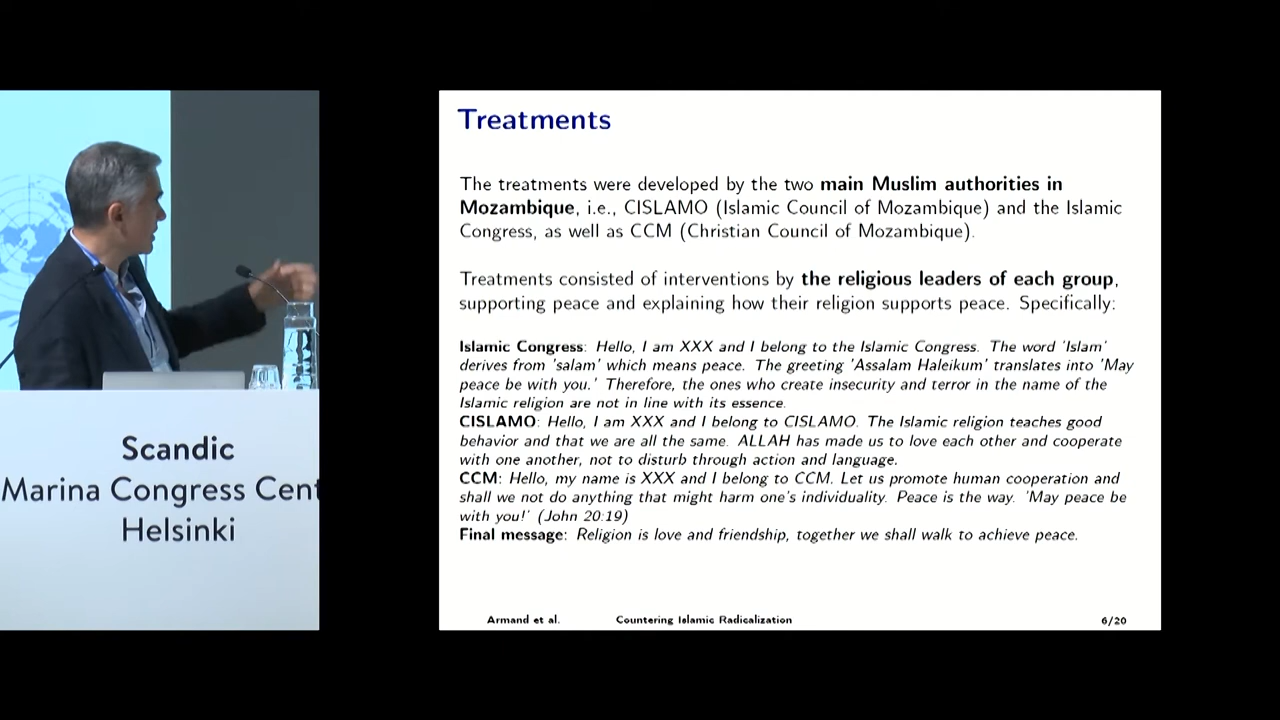 Scandic
Marina Congress Cent
Helsinki
Treatments
The treatments were developed by the two main Muslim authorities in
Mozambique, i.e., CISLAMO (Islamic Council of Mozambique) and the Islamic
Congress, as well as CCM (Christian Council of Mozambique).
Treatments consisted of interventions by the religious leaders of each group,
supporting peace and explaining how their religion supports peace. Specifically:
Islamic Congress: Hello, I am XXX and I belong to the Islamic Congress. The word 'Islam'
derives from 'salam' which means peace. The greeting 'Assalam Haleikum' translates into 'May
peace be with you.' Therefore, the ones who create insecurity and terror in the name of the
Islamic religion are not in line with its essence.
CISLAMO: Hello, I am XXX and I belong to CISLAMO. The Islamic religion teaches good
behavior and that we are all the same. ALLAH has made us to love each other and cooperate
with one another, not to disturb through action and language.
CCM: Hello, my name is XXX and I belong to CCM. Let us promote human cooperation and
shall we not do anything that might harm one's individuality. Peace is the way. 'May peace be
with you!' (John 20:19)
Final message: Religion is love and friendship, together we shall walk to achieve peace.
Armand et al. Countering Islamic Radicalization 6/20